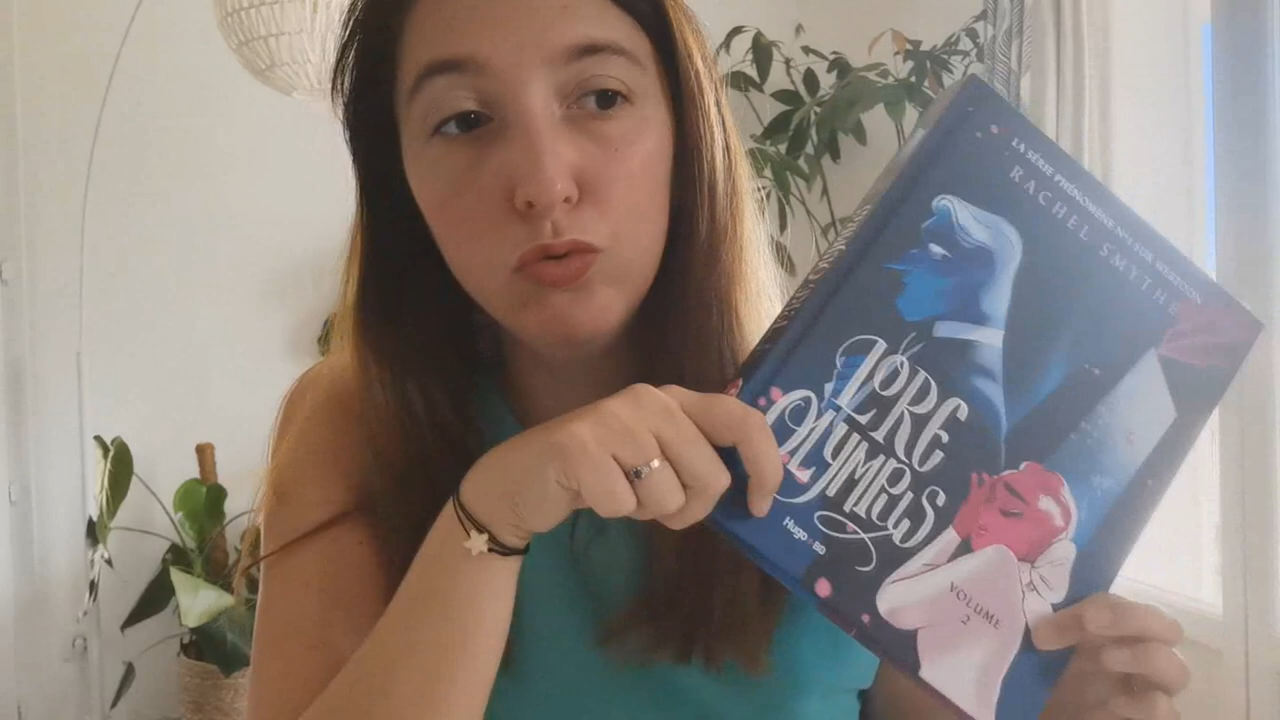 LA SÉRIE PHÉNOMÈNE N°1 SUR WEBTOON
RACHEL SMYTHE
LORE
OLYMPUS
Hugo BD
VOLUME
2